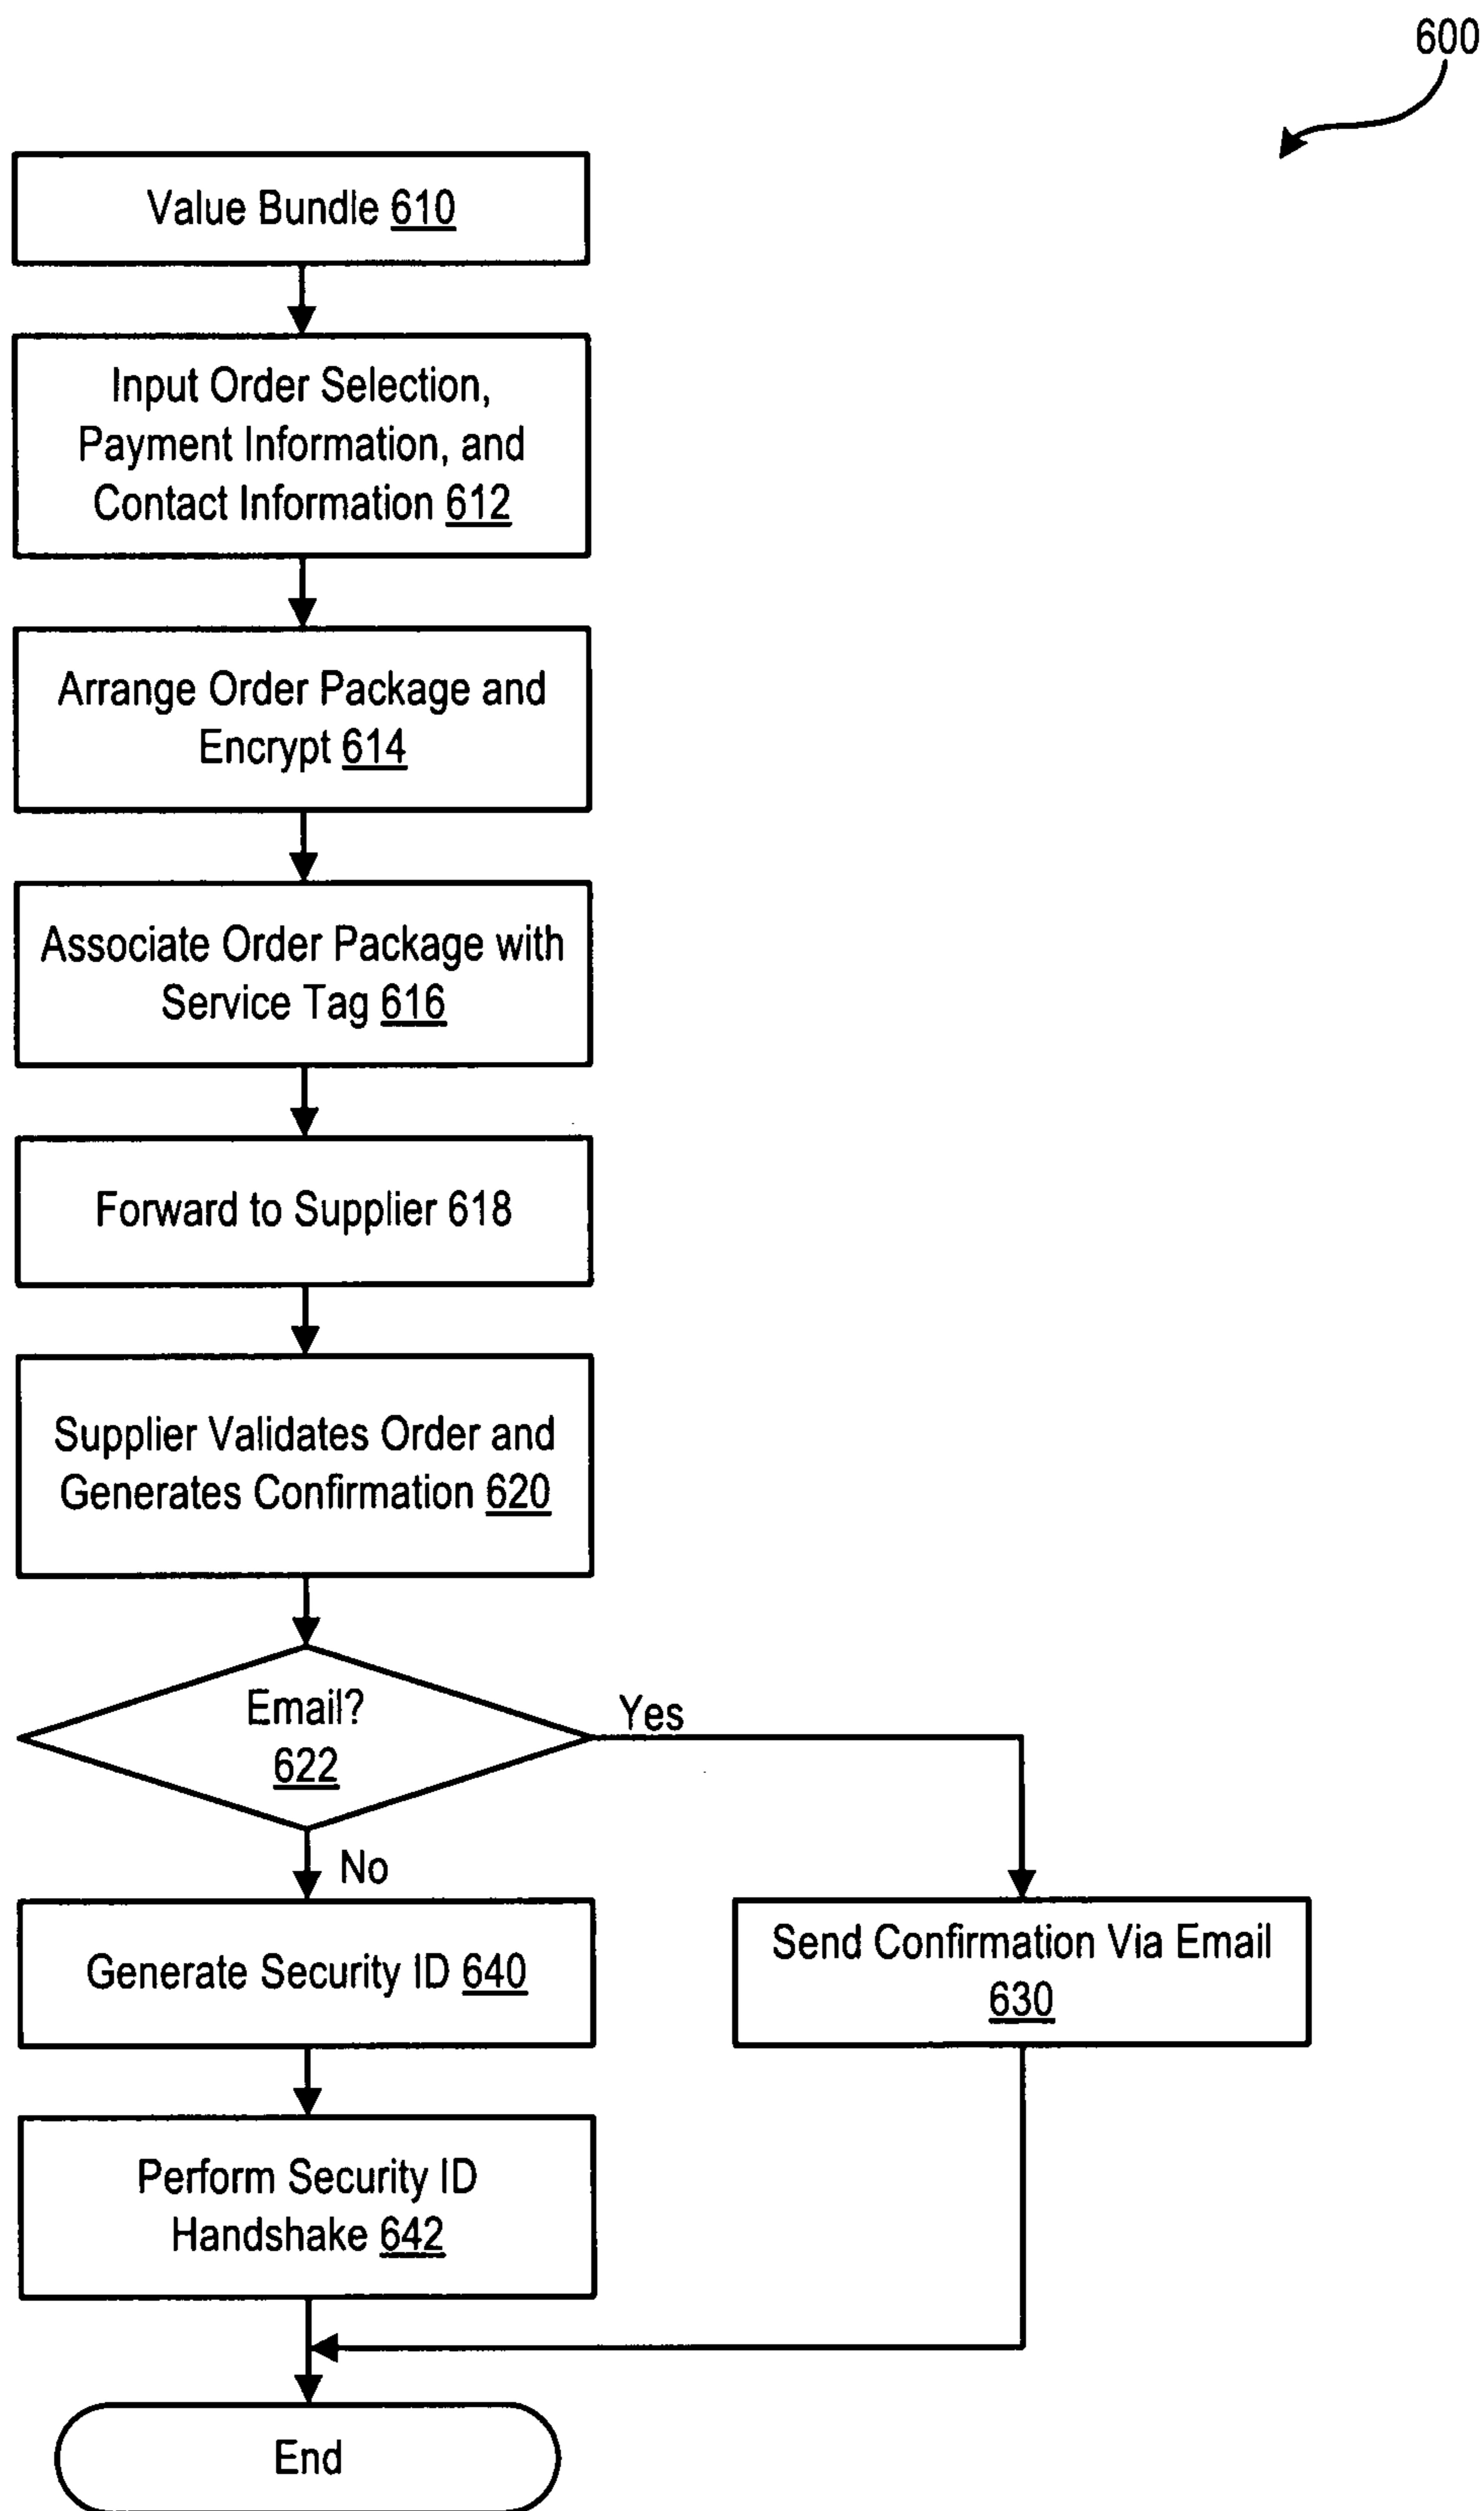 600
Value Bundle 610
Input Order Selection,
Payment Information, and
Contact Information 612
Arrange Order Package and
Encrypt 614
Associate Order Package with
Service Tag 616
Forward to Supplier 618
Supplier Validates Order and
Generates Confirmation 620
Email?
622
Yes
No
Generate Security ID 640
Send Confirmation Via Email
630
Perform Security ID
Handshake 642
End